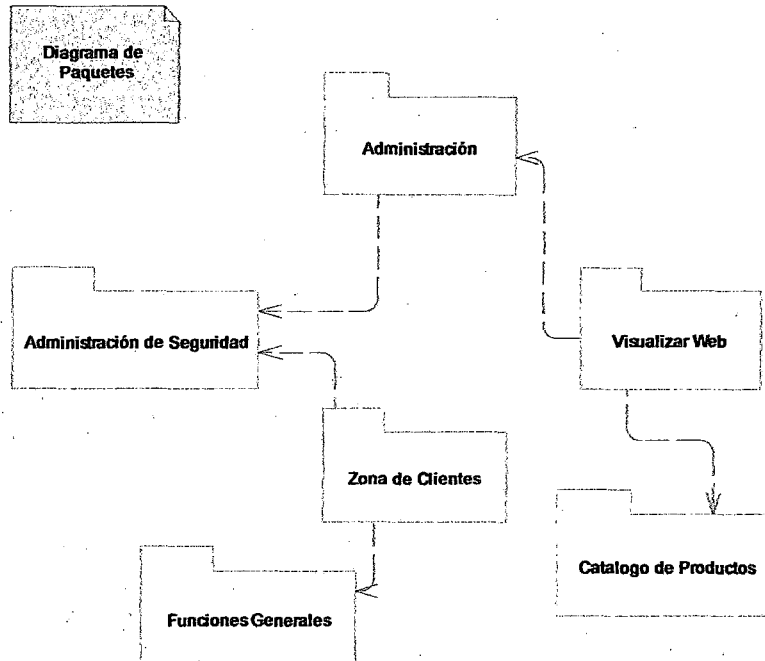 Diagrama de
Paquetes
Administración
Administración de Seguridad
Visualizar Web
Zona de Clientes
Catalogo de Productos
Funciones Generales